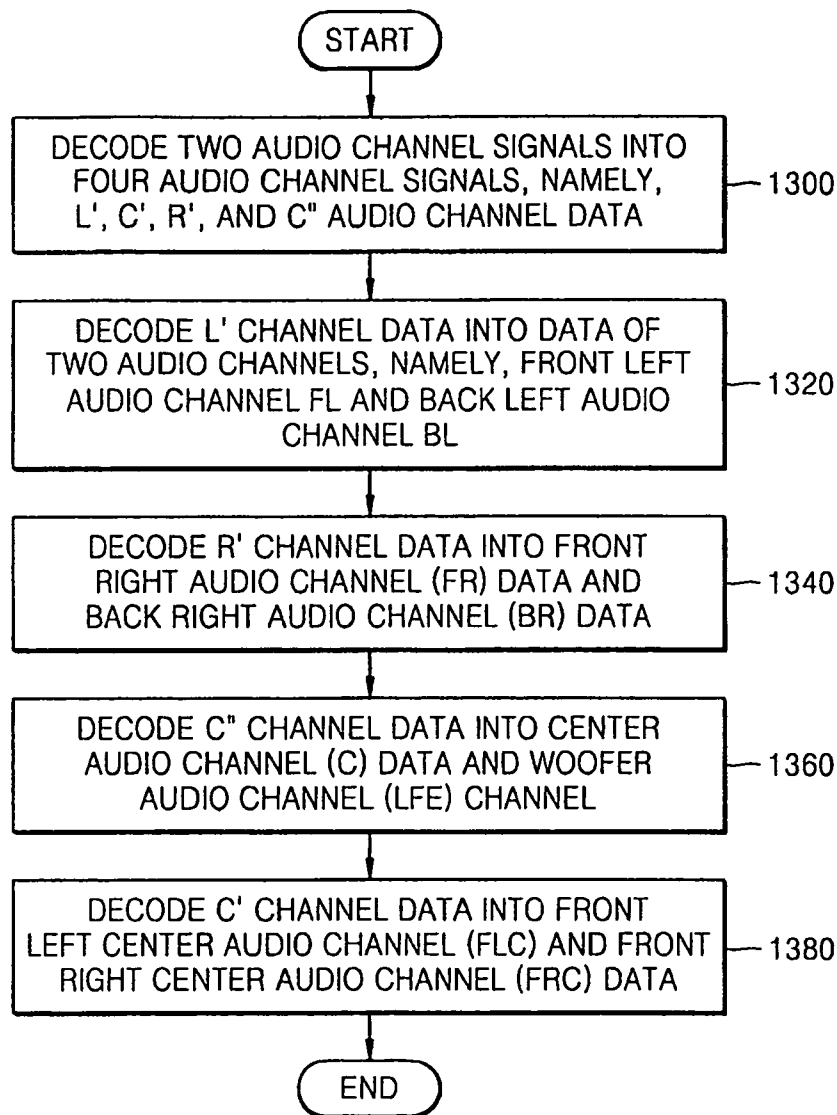 START
DECODE TWO AUDIO CHANNEL SIGNALS INTO
FOUR AUDIO CHANNEL SIGNALS, NAMELY,
L', C', R', AND C" AUDIO CHANNEL DATA
1300
DECODE L' CHANNEL DATA INTO DATA OF
TWO AUDIO CHANNELS, NAMELY, FRONT LEFT
AUDIO CHANNEL FL AND BACK LEFT AUDIO
CHANNEL BL
1320
DECODE R' CHANNEL DATA INTO FRONT
RIGHT AUDIO CHANNEL (FR) DATA AND
BACK RIGHT AUDIO CHANNEL (BR) DATA
1340
DECODE C" CHANNEL DATA INTO CENTER
AUDIO CHANNEL (C) DATA AND WOOFER
AUDIO CHANNEL (LFE) CHANNEL
1360
DECODE C' CHANNEL DATA INTO FRONT
LEFT CENTER AUDIO CHANNEL (FLC) AND FRONT
RIGHT CENTER AUDIO CHANNEL (FRC) DATA
1380
END